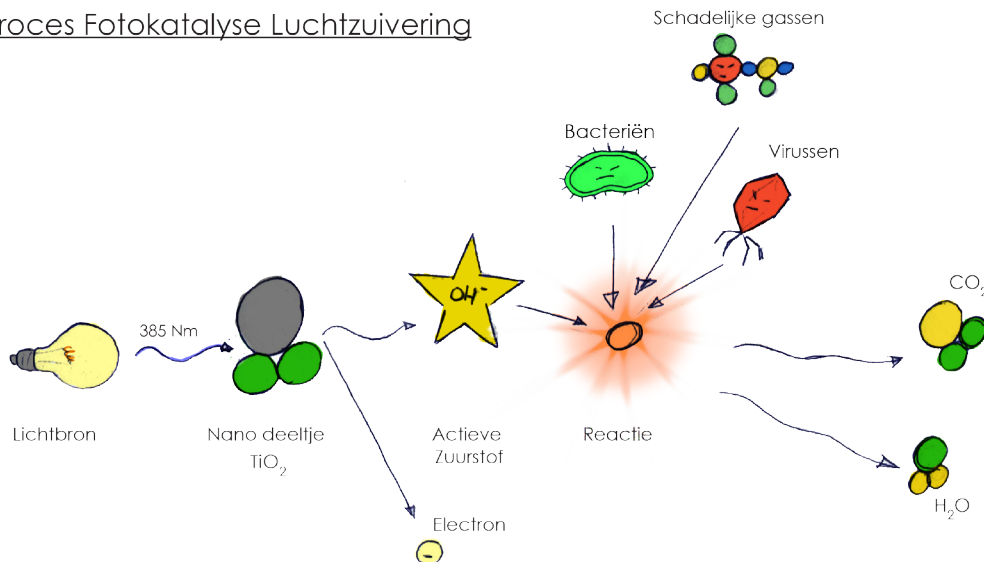 roces Fotokatalyse Luchtzuivering
Schadelijke gassen
Bacteriën
Virussen
OH⁻
CO₂
385 Nm
Lichtbron
Nano deeltje
TiO₂
Actieve
Zuurstof
Reactie
H₂O
Electron
-